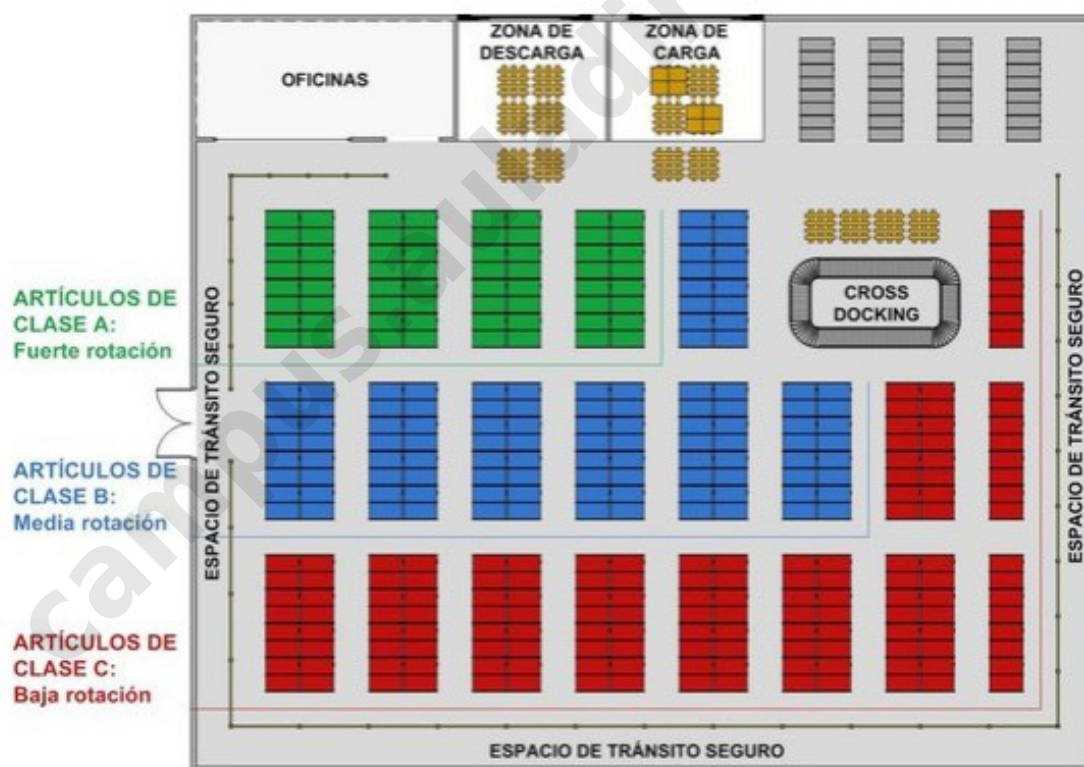 ZONA DE
DESCARGA
ZONA DE
CARGA
OFICINAS
ARTÍCULOS DE
CLASE A:
Fuerte rotación
CROSS
DOCKING
ESPACIO DE TRÁNSITO SEGURO
ESPACIO DE TRÁNSITO SEGURO
ARTÍCULOS DE
CLASE B:
Media rotación
ARTÍCULOS DE
CLASE C:
Baja rotación
ESPACIO DE TRÁNSITO SEGURO